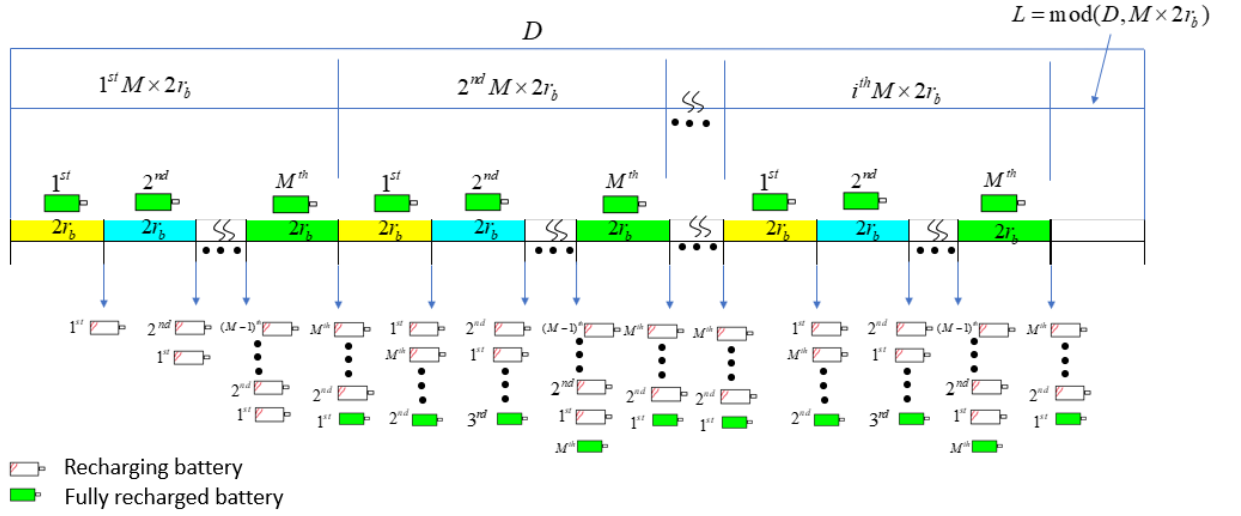 L = mod(D, M × 2r_b)
D
1^st M × 2r_b 2^nd M × 2r_b i^th M × 2r_b
1^st 2^nd M^th 1^st 2^nd M^th 1^st 2^nd M^th
2r_b 2r_b 2r_b 2r_b 2r_b 2r_b 2r_b 2r_b 2r_b
1^st 2^nd (M−1)^th M^th 1^st 2^nd (M−1)^th M^th M^th 1^st 2^nd (M−1)^th M^th
1^st M^th 1^st M^th 1^st
2^nd 2^nd 2^nd 2^nd 2^nd 2^nd 2^nd
1^st 1^st 2^nd 3^rd 1^st 1^st 1^st 2^nd 3^rd 1^st 1^st
M^th M^th
Recharging battery
Fully recharged battery